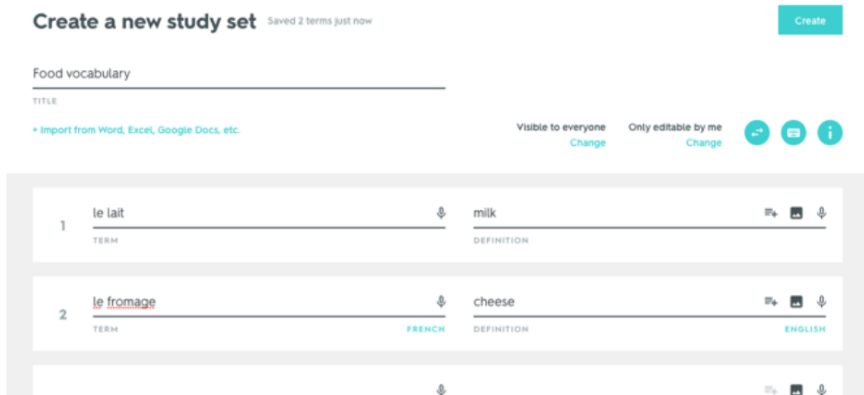 Create a new study set Saved 2 terms just now Create
Food vocabulary
TITLE
+ Import from Word, Excel, Google Docs, etc.
Visible to everyone Only editable by me
Change Change
1 le lait milk
TERM DEFINITION
2 le fromage cheese
TERM FRENCH DEFINITION ENGLISH